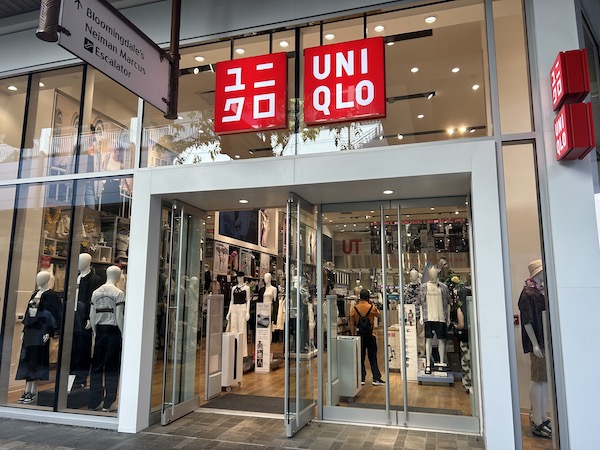 Bloomingdale's
Neiman Marcus
Escalator
ユニ
クロ
UNI
QLO
UT